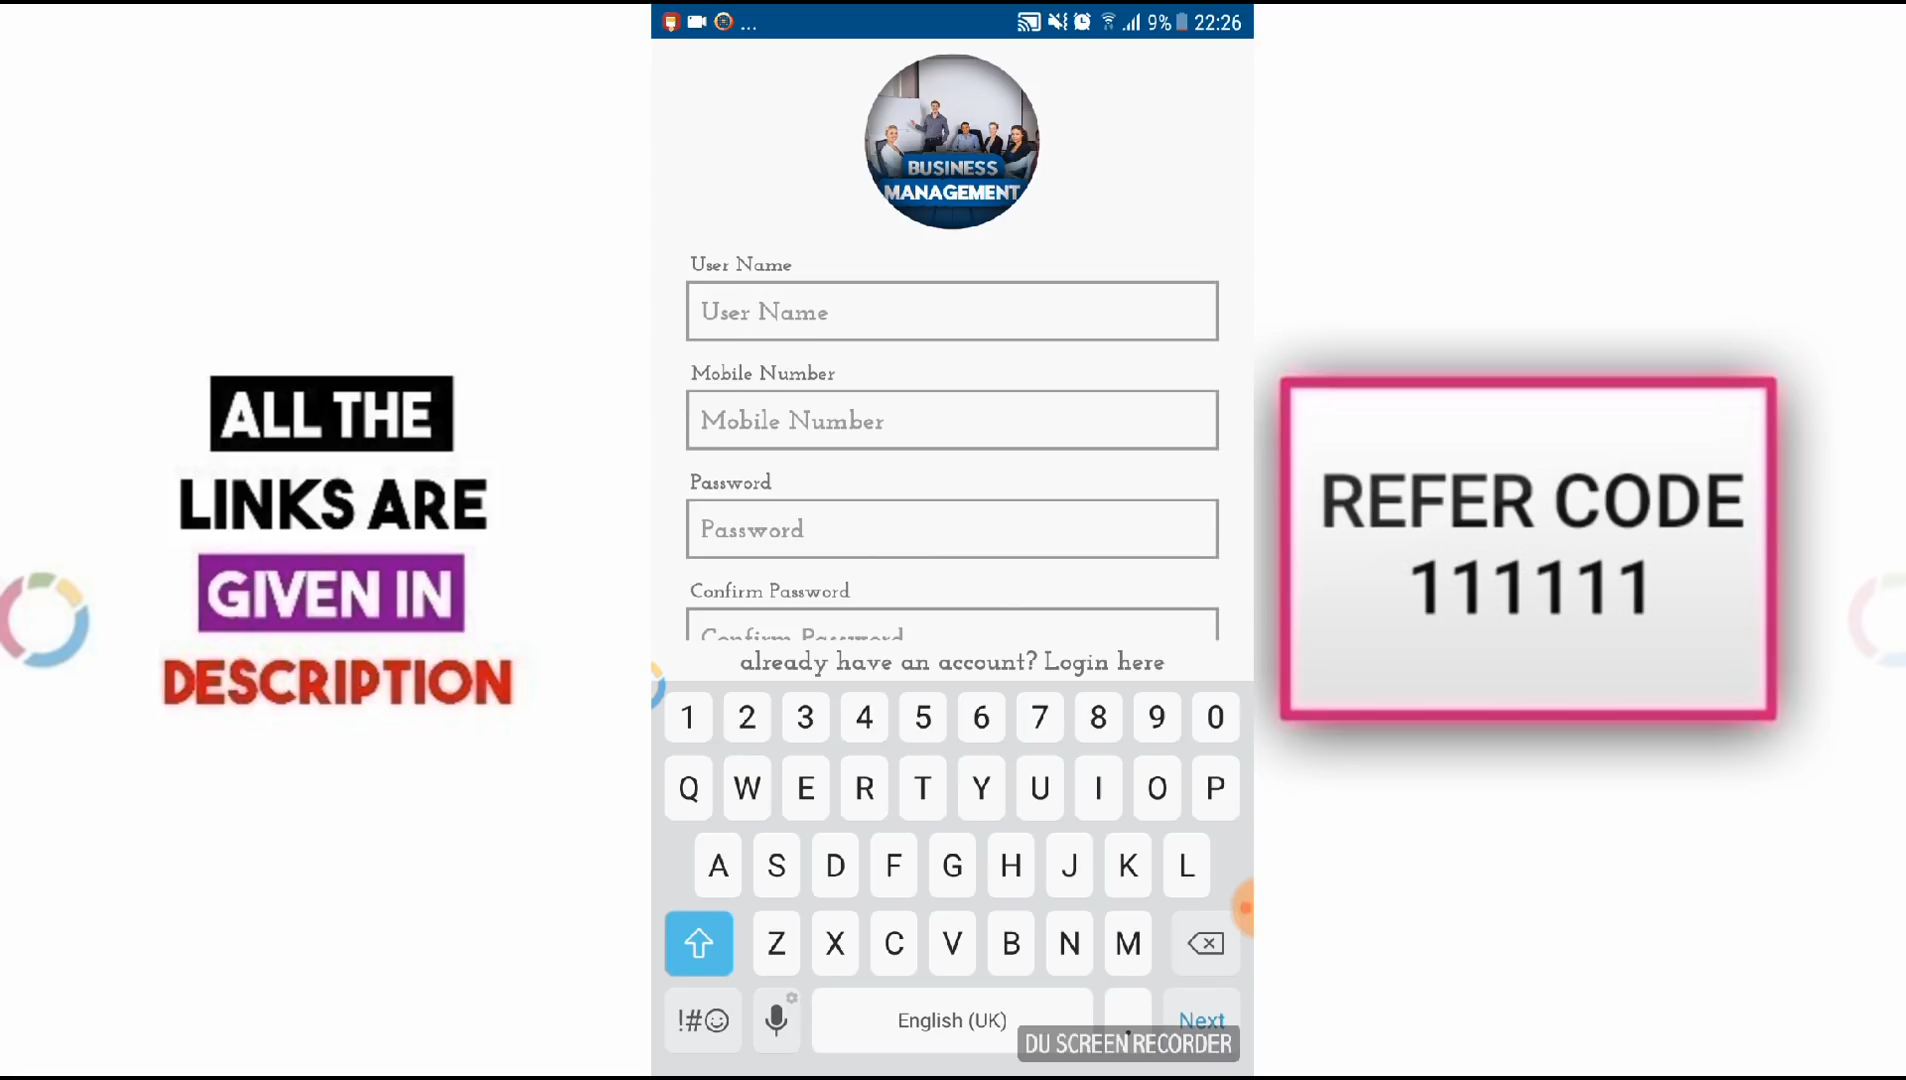 ... 9% 22:26
BUSINESS
MANAGEMENT
User Name
User Name
Mobile Number
Mobile Number
Password
Password
Confirm Password
Confirm Password
already have an account? Login here
ALL THE
LINKS ARE
GIVEN IN
DESCRIPTION
REFER CODE
111111
1 2 3 4 5 6 7 8 9 0
Q W E R T Y U I O P
A S D F G H J K L
Z X C V B N M
!#☺ English (UK) . Next
DU SCREEN RECORDER